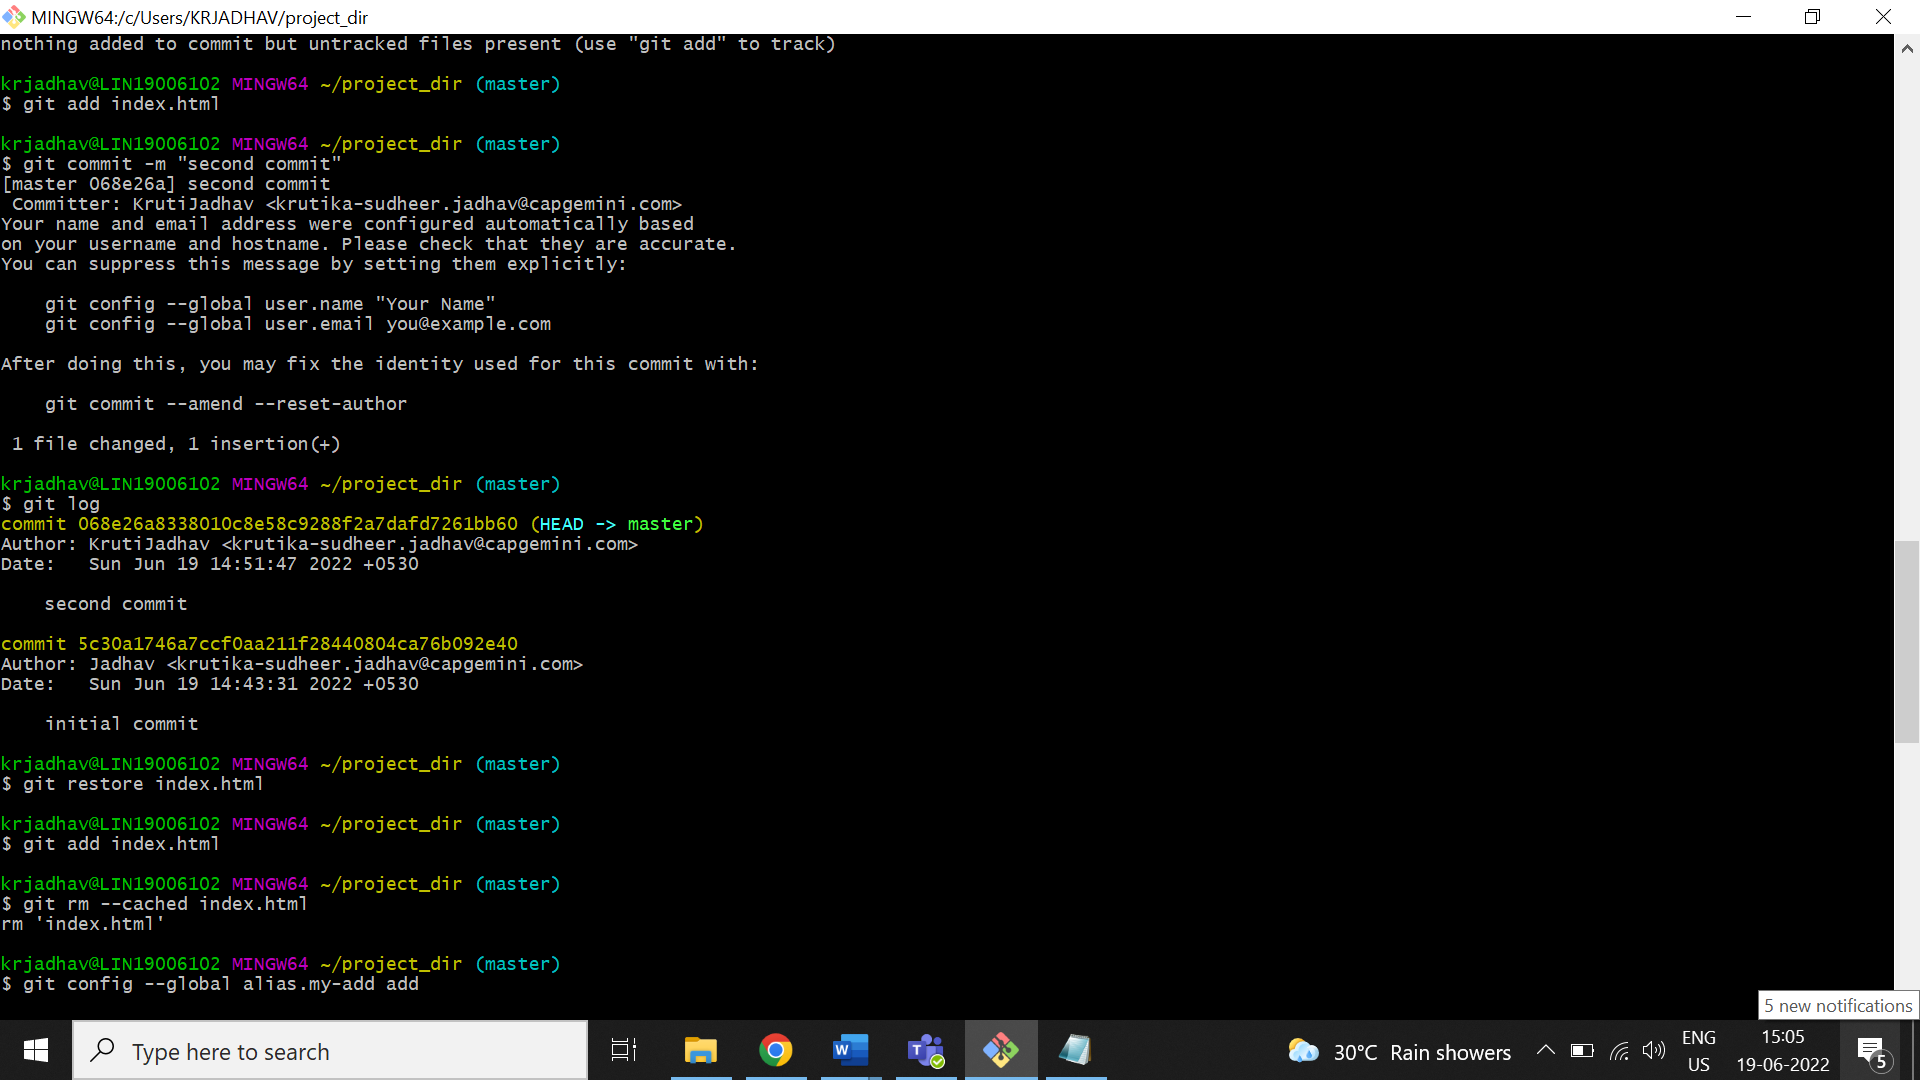 MINGW64:/c/Users/KRJADHAV/project_dir
nothing added to commit but untracked files present (use "git add" to track)
krjadhav@LIN19006102 MINGW64 ~/project_dir (master)
$ git add index.html
krjadhav@LIN19006102 MINGW64 ~/project_dir (master)
$ git commit -m "second commit"
[master 068e26a] second commit
 Committer: KrutiJadhav <krutika-sudheer.jadhav@capgemini.com>
Your name and email address were configured automatically based
on your username and hostname. Please check that they are accurate.
You can suppress this message by setting them explicitly:
    git config --global user.name "Your Name"
    git config --global user.email you@example.com
After doing this, you may fix the identity used for this commit with:
    git commit --amend --reset-author
 1 file changed, 1 insertion(+)
krjadhav@LIN19006102 MINGW64 ~/project_dir (master)
$ git log
commit 068e26a8338010c8e58c9288f2a7dafd7261bb60 (HEAD -> master)
Author: KrutiJadhav <krutika-sudheer.jadhav@capgemini.com>
Date:   Sun Jun 19 14:51:47 2022 +0530
    second commit
commit 5c30a1746a7ccf0aa211f28440804ca76b092e40
Author: Jadhav <krutika-sudheer.jadhav@capgemini.com>
Date:   Sun Jun 19 14:43:31 2022 +0530
    initial commit
krjadhav@LIN19006102 MINGW64 ~/project_dir (master)
$ git restore index.html
krjadhav@LIN19006102 MINGW64 ~/project_dir (master)
$ git add index.html
krjadhav@LIN19006102 MINGW64 ~/project_dir (master)
$ git rm --cached index.html
rm 'index.html'
krjadhav@LIN19006102 MINGW64 ~/project_dir (master)
$ git config --global alias.my-add add
5 new notifications
Type here to search
30°C Rain showers
ENG
US
15:05
19-06-2022
5